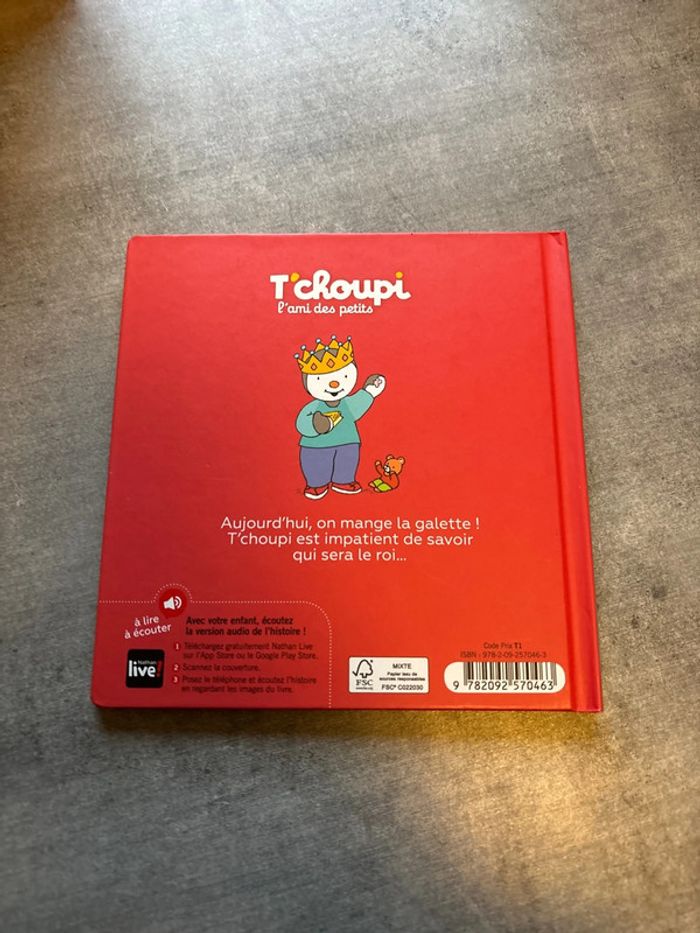 T'choupi
l'ami des petits
Aujourd'hui, on mange la galette !
T'choupi est impatient de savoir
qui sera le roi...
à lire
à écouter
Avec votre enfant, écoutez
la version audio de l'histoire !
1 Téléchargez gratuitement Nathan Live
sur l'App Store ou le Google Play Store.
2 Scannez la couverture.
3 Posez le téléphone et écoutez l'histoire
en regardant les images du livre.
Nathan
live!
FSC
www.fsc.org
MIXTE
Papier issu de
sources responsables
FSC® C022030
Code Prix T1
ISBN : 978-2-09-257046-3
9 782092 570463